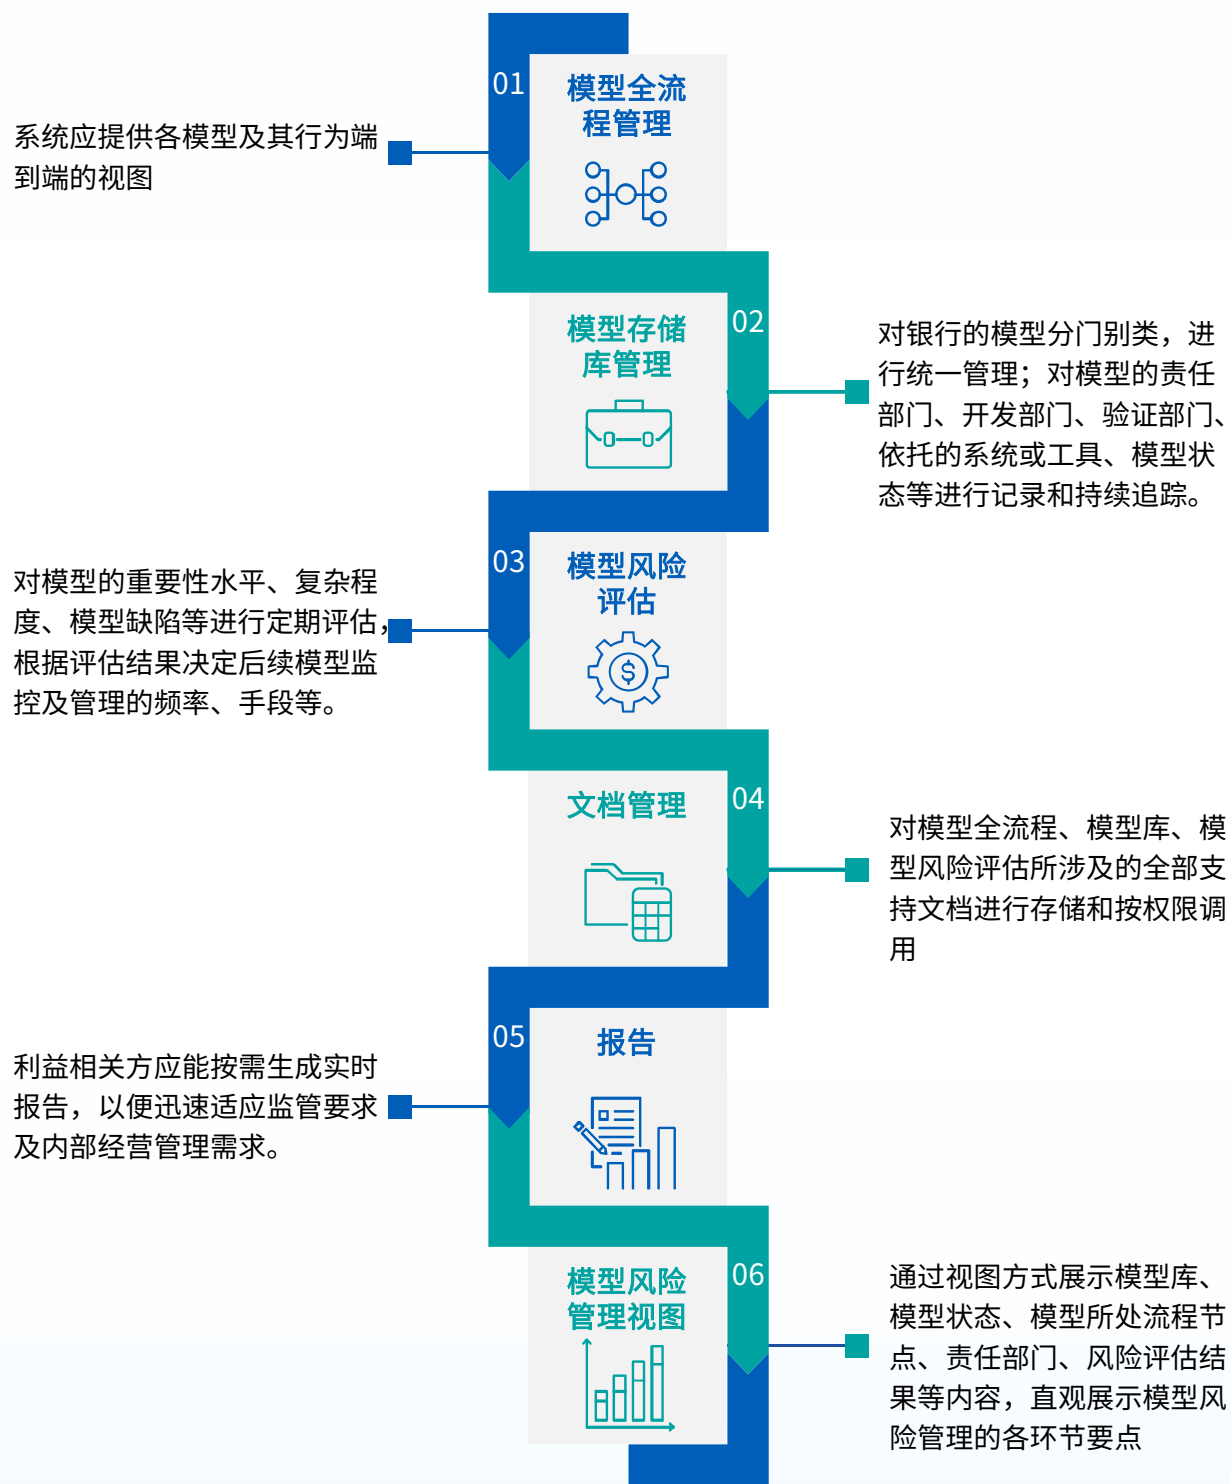 01
模型全流
程管理
系统应提供各模型及其行为端
到端的视图
02
模型存储
库管理
对银行的模型分门别类，进
行统一管理；对模型的责任
部门、开发部门、验证部门、
依托的系统或工具、模型状
态等进行记录和持续追踪。
03
模型风险
评估
$
对模型的重要性水平、复杂程
度、模型缺陷等进行定期评估，
根据评估结果决定后续模型监
控及管理的频率、手段等。
04
文档管理
对模型全流程、模型库、模
型风险评估所涉及的全部支
持文档进行存储和按权限调
用
05
报告
利益相关方应能按需生成实时
报告，以便迅速适应监管要求
及内部经营管理需求。
06
模型风险
管理视图
通过视图方式展示模型库、
模型状态、模型所处流程节
点、责任部门、风险评估结
果等内容，直观展示模型风
险管理的各环节要点